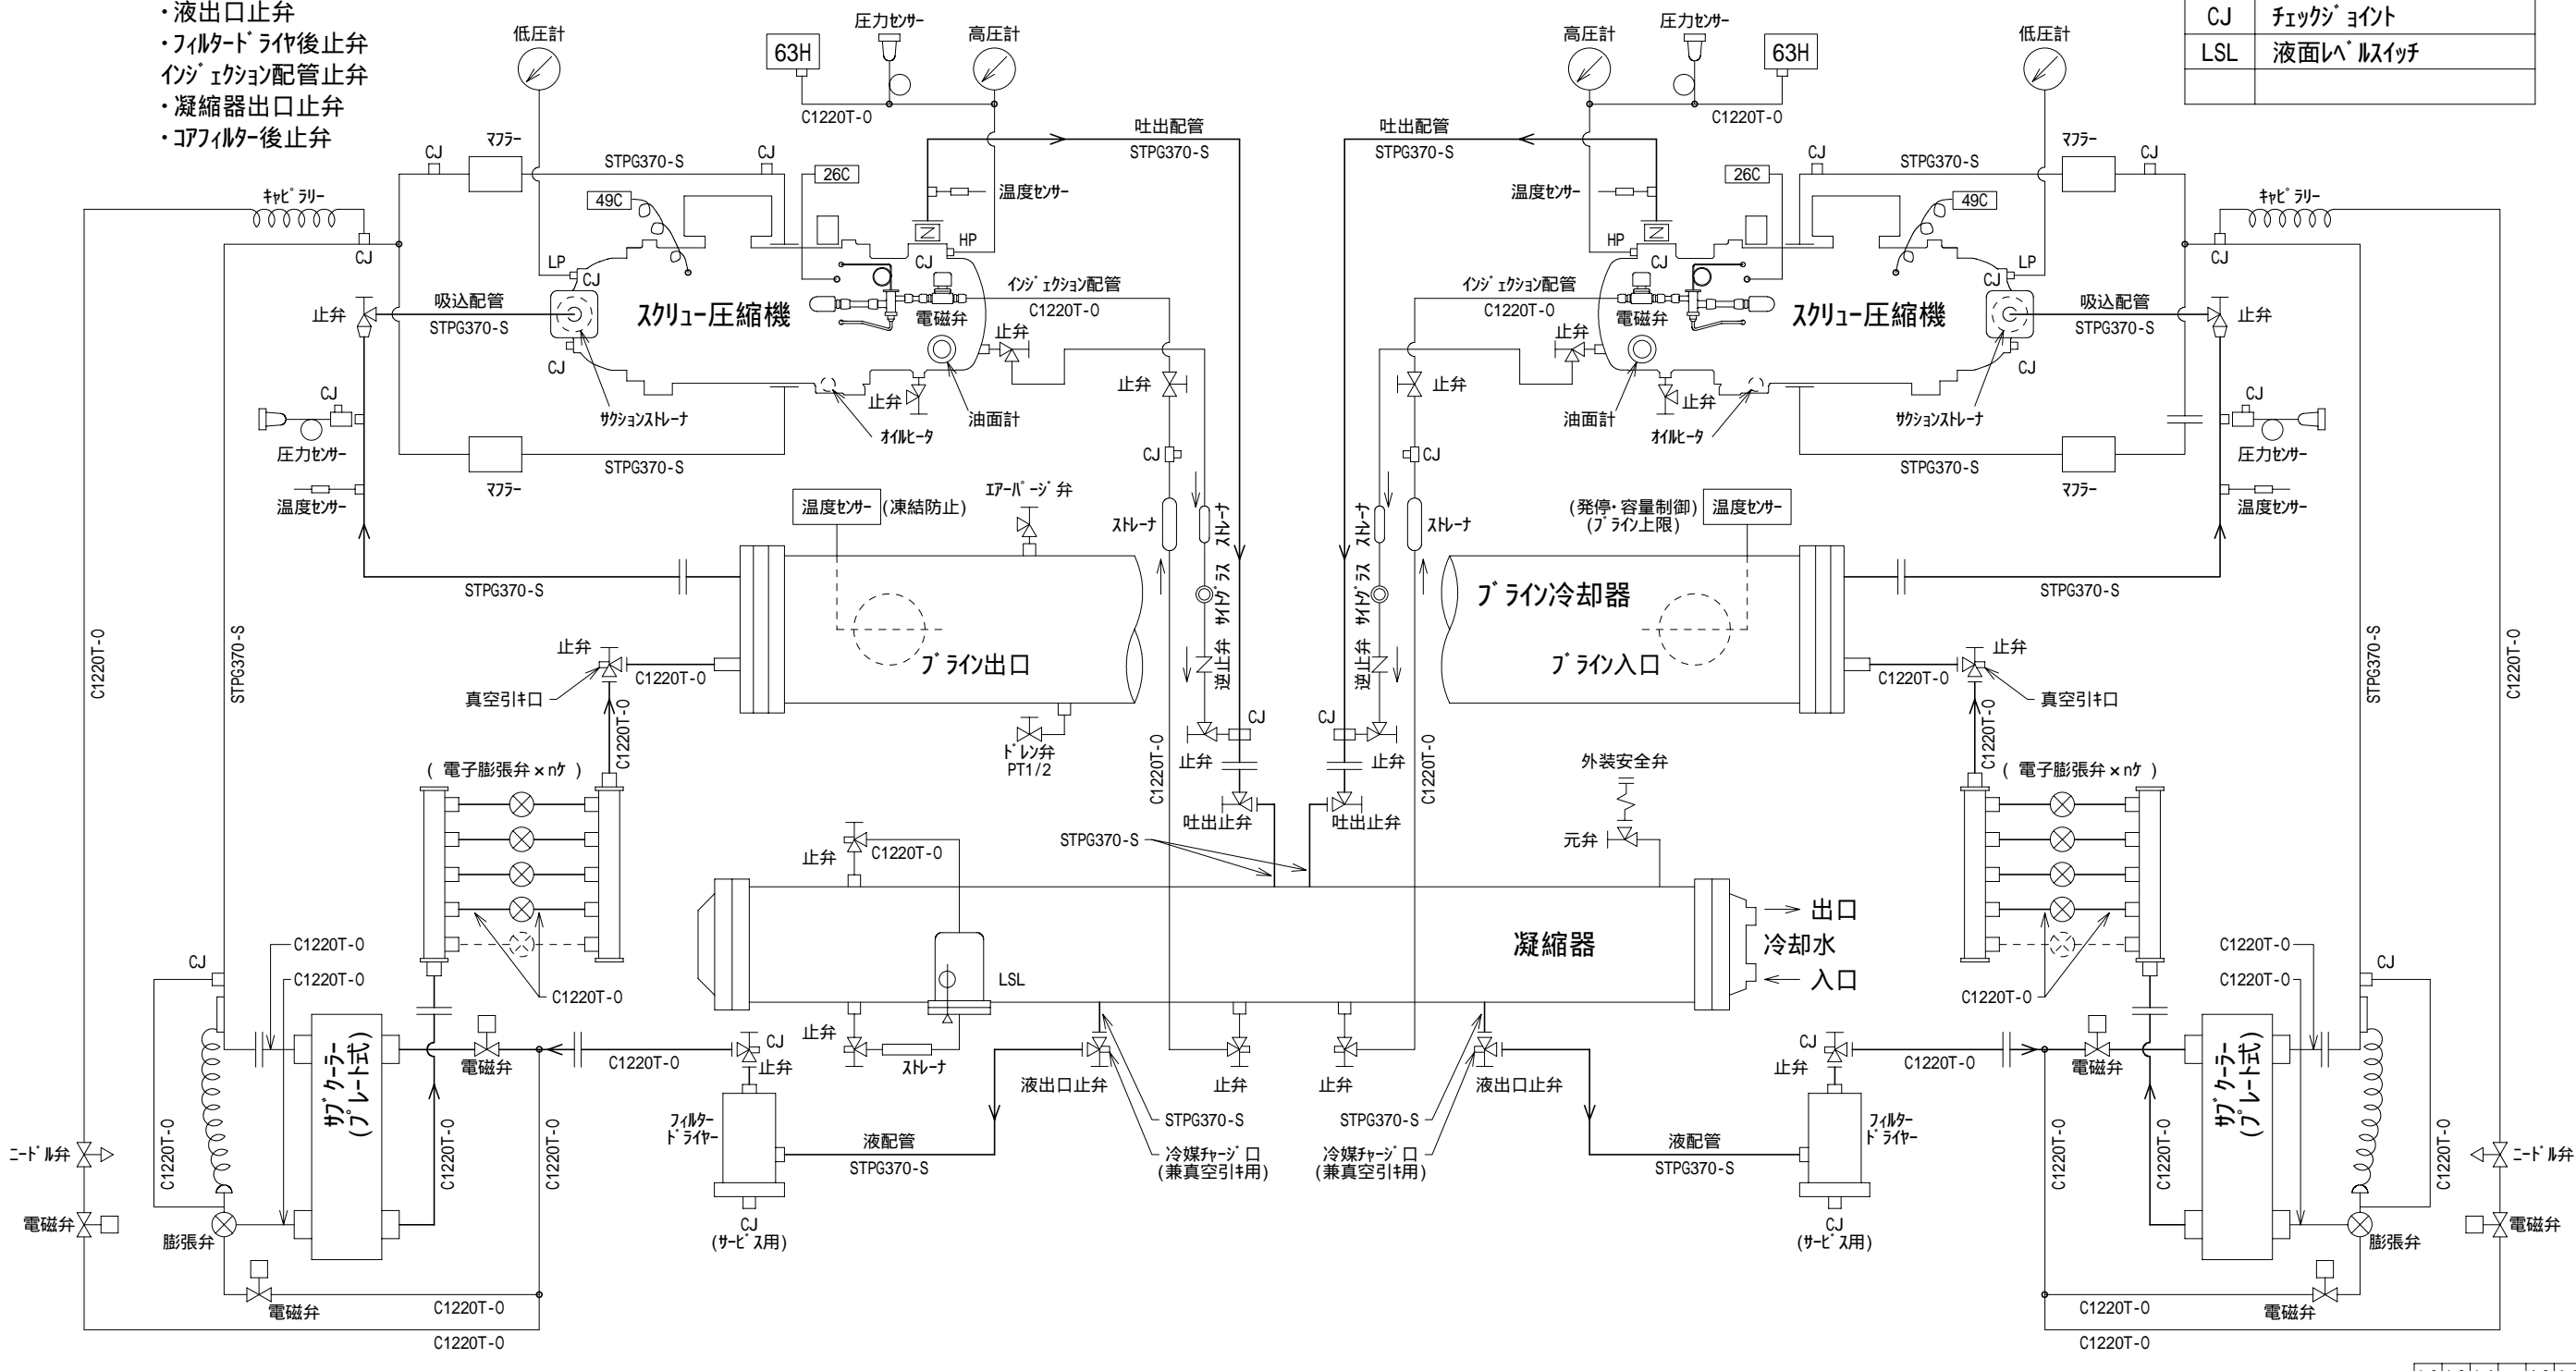 ・液出口止弁
・フィルタードライヤ後止弁
インジェクション配管止弁
・凝縮器出口止弁
・コアフィルター後止弁
CJ チェックジョイント
LSL 液面レベルスイッチ
低圧計
63H
圧力センサー
高圧計
C1220T-O
高圧計
圧力センサー
63H
低圧計
C1220T-O
吐出配管
STPG370-S
吐出配管
STPG370-S
CJ
マフラー
STPG370-S
CJ
26C
温度センサー
49C
キャピラリー
CJ
LP
CJ
HP
CJ
温度センサー
26C
CJ
STPG370-S
マフラー
CJ
49C
キャピラリー
CJ
HP
CJ
LP
CJ
止弁
吸込配管
STPG370-S
スクリュー圧縮機
電磁弁
インジェクション配管
C1220T-O
止弁
止弁
CJ
サクションストレーナ
オイルヒータ
止弁
油面計
CJ
圧力センサー
温度センサー
マフラー
STPG370-S
CJ
インジェクション配管
C1220T-O
止弁
電磁弁
スクリュー圧縮機
吸込配管
STPG370-S
止弁
止弁
CJ
油面計
止弁
オイルヒータ
サクションストレーナ
CJ
圧力センサー
温度センサー
STPG370-S
マフラー
CJ
温度センサー (凍結防止)
エアーパージ弁
ストレーナ
ストレーナ
サイトグラス
逆止弁
(発停・容量制御)
(ブライン上限)
温度センサー
ストレーナ
ストレーナ
サイトグラス
逆止弁
STPG370-S
ブライン出口
ブライン冷却器
ブライン入口
STPG370-S
C1220T-O
STPG370-S
止弁
C1220T-O
真空引キ口
C1220T-O
ドレン弁
PT1/2
C1220T-O
CJ
止弁
吐出止弁
CJ
止弁
吐出止弁
C1220T-O
止弁
C1220T-O
真空引キ口
C1220T-O
STPG370-S
C1220T-O
(電子膨張弁×nケ)
(電子膨張弁×nケ)
外装安全弁
元弁
STPG370-S
止弁
C1220T-O
凝縮器
出口
冷却水
入口
LSL
CJ
C1220T-O
C1220T-O
C1220T-O
C1220T-O
C1220T-O
C1220T-O
CJ
サブクーラー
(プレート式)
電磁弁
C1220T-O
CJ
止弁
止弁
ストレーナ
液出口止弁
止弁
止弁
液出口止弁
CJ
止弁
C1220T-O
電磁弁
サブクーラー
(プレート式)
フィルター
ドライヤー
液配管
STPG370-S
STPG370-S
冷媒チャージ口
(兼真空引キ用)
STPG370-S
冷媒チャージ口
(兼真空引キ用)
液配管
STPG370-S
フィルター
ドライヤー
ニードル弁
C1220T-O
C1220T-O
C1220T-O
C1220T-O
C1220T-O
C1220T-O
ニードル弁
電磁弁
膨張弁
CJ
(サービス用)
CJ
(サービス用)
膨張弁
電磁弁
電磁弁
C1220T-O
C1220T-O
C1220T-O
電磁弁
C1220T-O